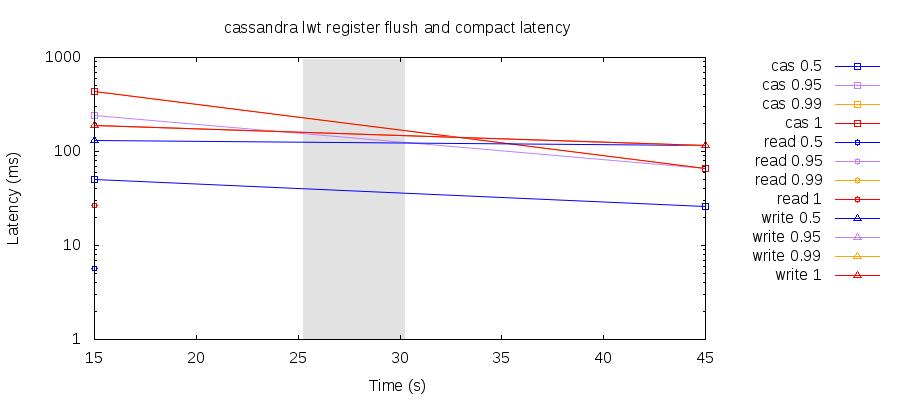 cassandra lwt register flush and compact latency
Latency (ms)
1000
100
10
1
15 20 25 30 35 40 45
Time (s)
cas 0.5
cas 0.95
cas 0.99
cas 1
read 0.5
read 0.95
read 0.99
read 1
write 0.5
write 0.95
write 0.99
write 1